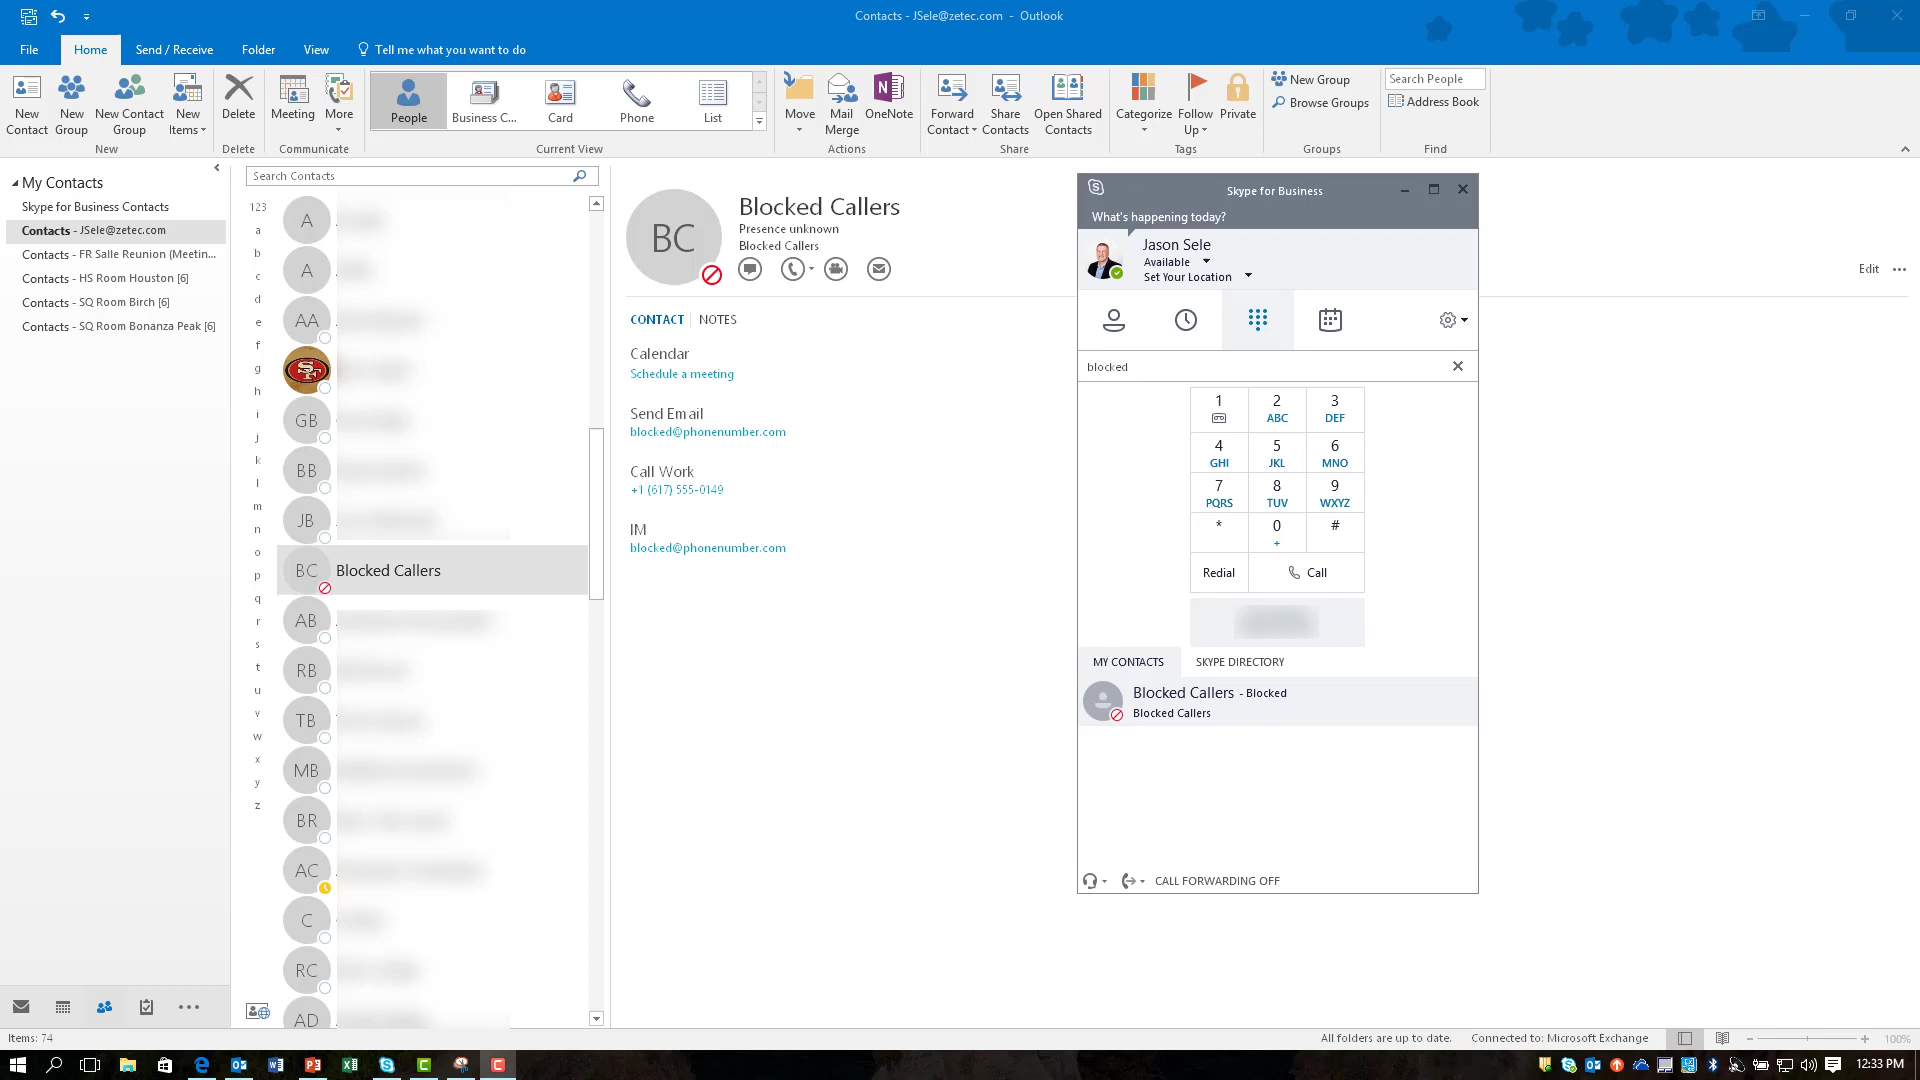 Contacts - JSele@zetec.com - Outlook
File Home Send / Receive Folder View Tell me what you want to do
New Contact
New Group
New Contact Group
New Items
New
Delete
Delete
Meeting
More
Communicate
People
Business C...
Card
Phone
List
Current View
Move
Mail Merge
OneNote
Actions
Forward Contact
Share Contacts
Open Shared Contacts
Share
Categorize
Follow Up
Private
Tags
New Group
Browse Groups
Groups
Search People
Address Book
Find
My Contacts
Skype for Business Contacts
Contacts - JSele@zetec.com
Contacts - FR Salle Reunion (Meetin...
Contacts - HS Room Houston [6]
Contacts - SQ Room Birch [6]
Contacts - SQ Room Bonanza Peak [6]
Search Contacts
123
a
b
c
d
e
f
g
h
i
j
k
l
m
n
o
p
q
r
s
t
u
v
w
x
y
z
A
A
AA
SF
GB
BB
JB
BC Blocked Callers
AB
RB
TB
MB
BR
AC
C
RC
AD
BC
Blocked Callers
Presence unknown
Blocked Callers
Edit
CONTACT NOTES
Calendar
Schedule a meeting
Send Email
blocked@phonenumber.com
Call Work
+1 (617) 555-0149
IM
blocked@phonenumber.com
Skype for Business
What's happening today?
Jason Sele
Available
Set Your Location
blocked
1 2 3
ABC DEF
4 5 6
GHI JKL MNO
7 8 9
PQRS TUV WXYZ
* 0 #
+
Redial Call
MY CONTACTS SKYPE DIRECTORY
Blocked Callers - Blocked
Blocked Callers
CALL FORWARDING OFF
Items: 74
All folders are up to date. Connected to: Microsoft Exchange
100%
12:33 PM